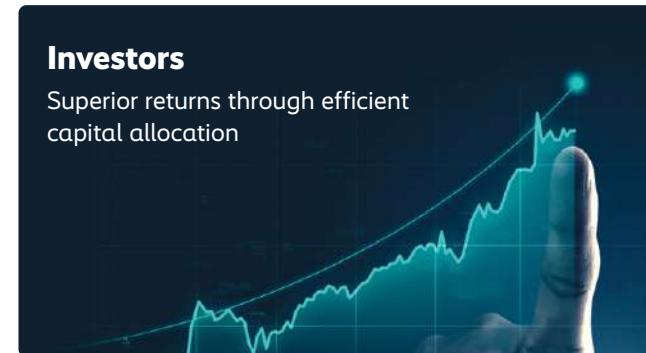 Investors
Superior returns through efficient
capital allocation